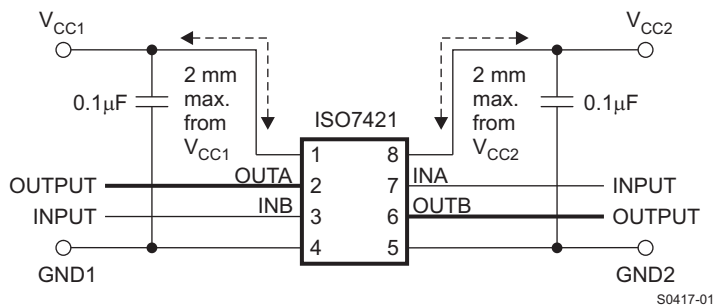 VCC1
VCC2
0.1μF
2 mm
max.
from
VCC1
ISO7421
2 mm
max.
from
VCC2
0.1μF
1
8
OUTPUT
OUTA
2
7
INA
INPUT
INPUT
INB
3
6
OUTB
OUTPUT
4
5
GND1
GND2
S0417-01